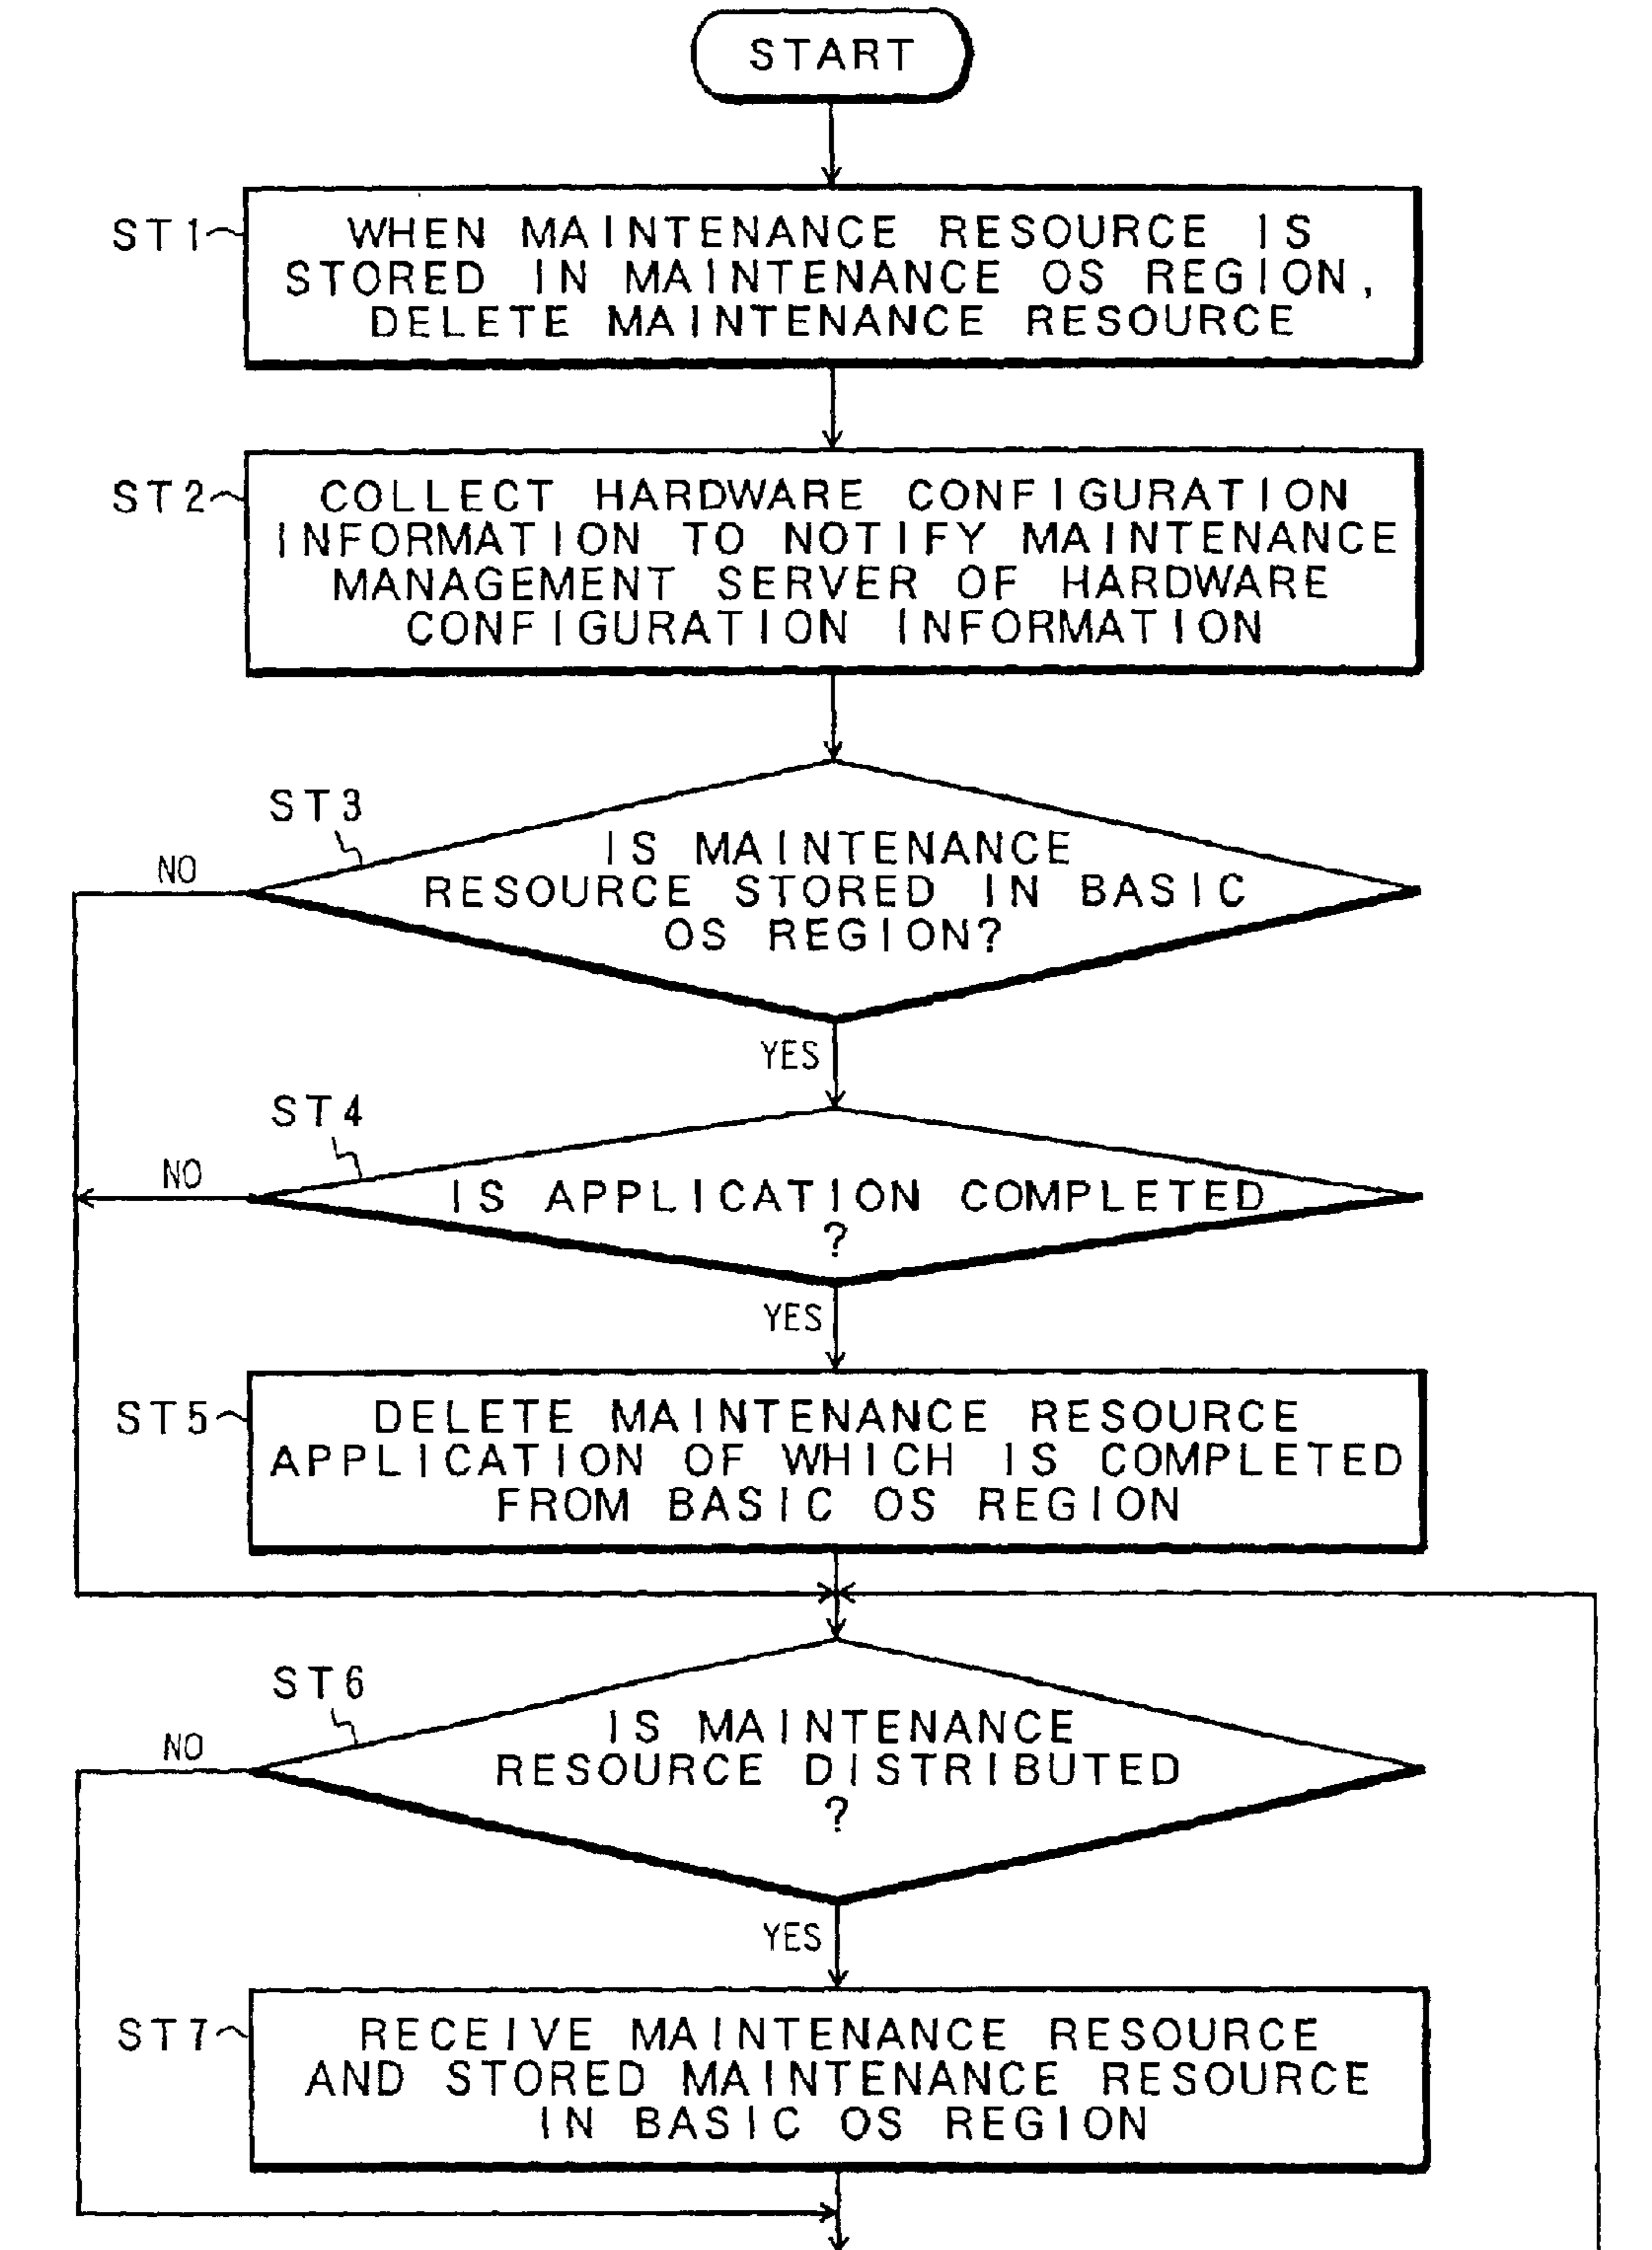 START
ST1
WHEN MAINTENANCE RESOURCE IS
STORED IN MAINTENANCE OS REGION,
DELETE MAINTENANCE RESOURCE
ST2
COLLECT HARDWARE CONFIGURATION
INFORMATION TO NOTIFY MAINTENANCE
MANAGEMENT SERVER OF HARDWARE
CONFIGURATION INFORMATION
ST3
NO
IS MAINTENANCE
RESOURCE STORED IN BASIC
OS REGION?
YES
ST4
NO
IS APPLICATION COMPLETED
?
YES
ST5
DELETE MAINTENANCE RESOURCE
APPLICATION OF WHICH IS COMPLETED
FROM BASIC OS REGION
ST6
NO
IS MAINTENANCE
RESOURCE DISTRIBUTED
?
YES
ST7
RECEIVE MAINTENANCE RESOURCE
AND STORED MAINTENANCE RESOURCE
IN BASIC OS REGION